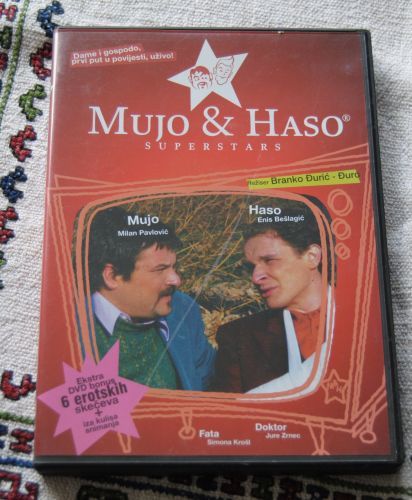 Dame i gospodo,
prvi put u povijesti, uživo!
MUJO & HASO®
SUPERSTARS
Režiser Branko Đurić - Đuro
Mujo
Milan Pavlović
Haso
Enis Bešlagić
Ekstra
DVD bonus
6 erotskih
skečeva
+
iza kulisa
snimanja
Fata
Simona Krošl
Doktor
Jure Zrnec